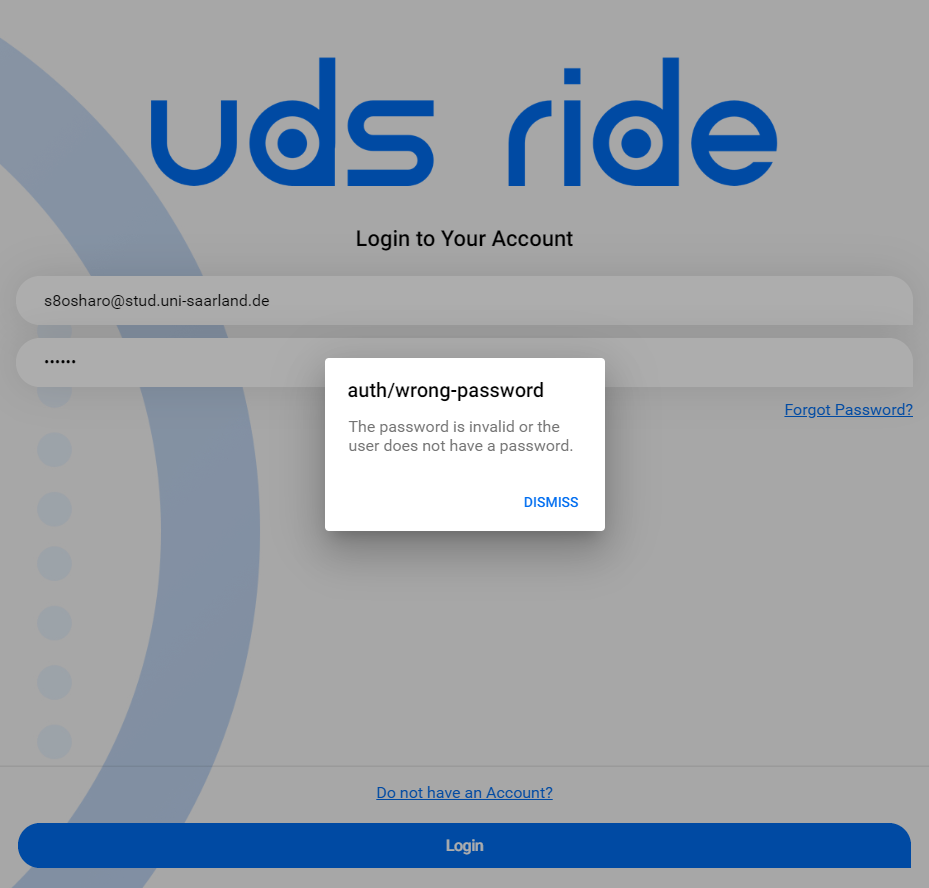 uds ride
Login to Your Account
s8osharo@stud.uni-saarland.de
••••••
auth/wrong-password
The password is invalid or the
user does not have a password.
DISMISS
Forgot Password?
Do not have an Account?
Login